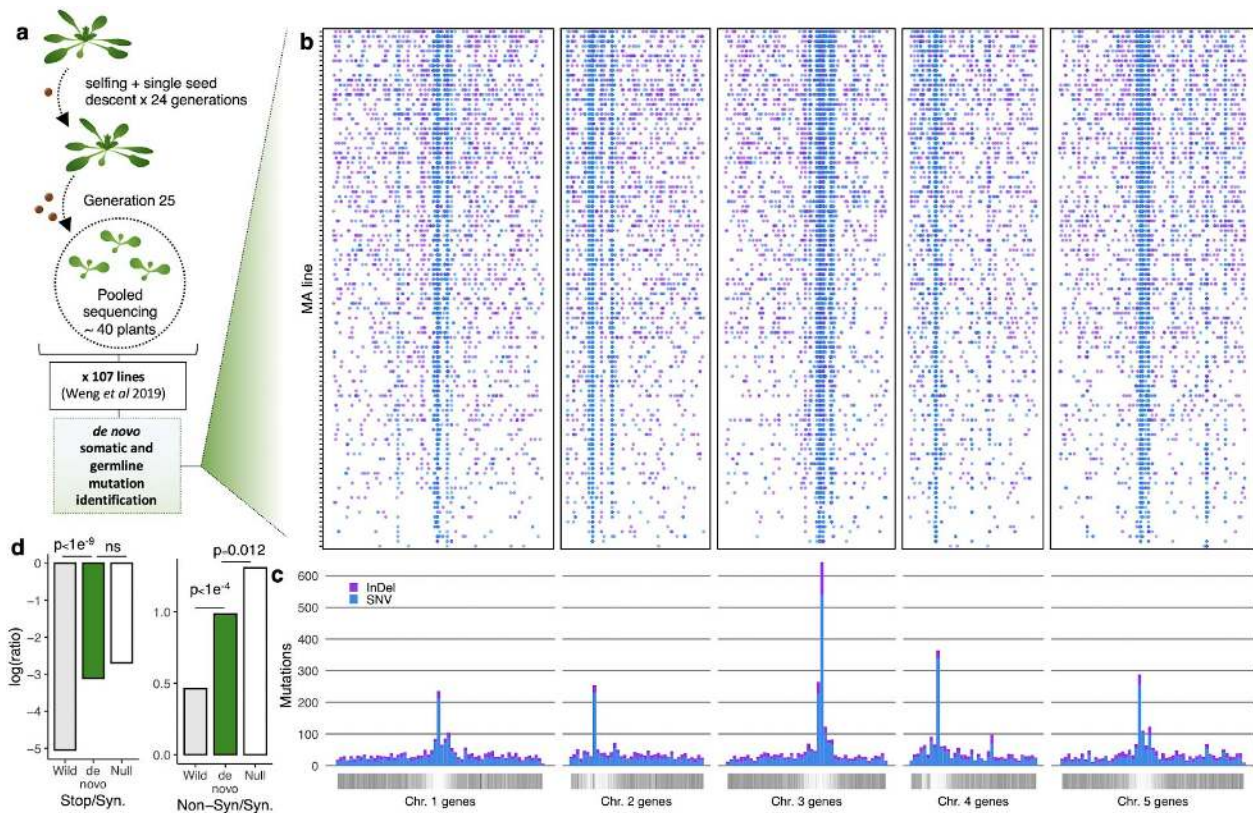 a
selfing + single seed
descent x 24 generations
Generation 25
Pooled
sequencing
~ 40 plants
x 107 lines
(Weng et al 2019)
de novo
somatic and
germline
mutation
identification
b
MA line
c
InDel
SNV
Mutations
600
500
400
300
200
100
0
Chr. 1 genes
Chr. 2 genes
Chr. 3 genes
Chr. 4 genes
Chr. 5 genes
d
p<1e-9
ns
log(ratio)
0
−1
−2
−3
−4
−5
Wild
de
novo
Null
Stop/Syn.
p=0.012
p<1e-4
1.0
0.5
0.0
Wild
de
novo
Null
Non–Syn/Syn.